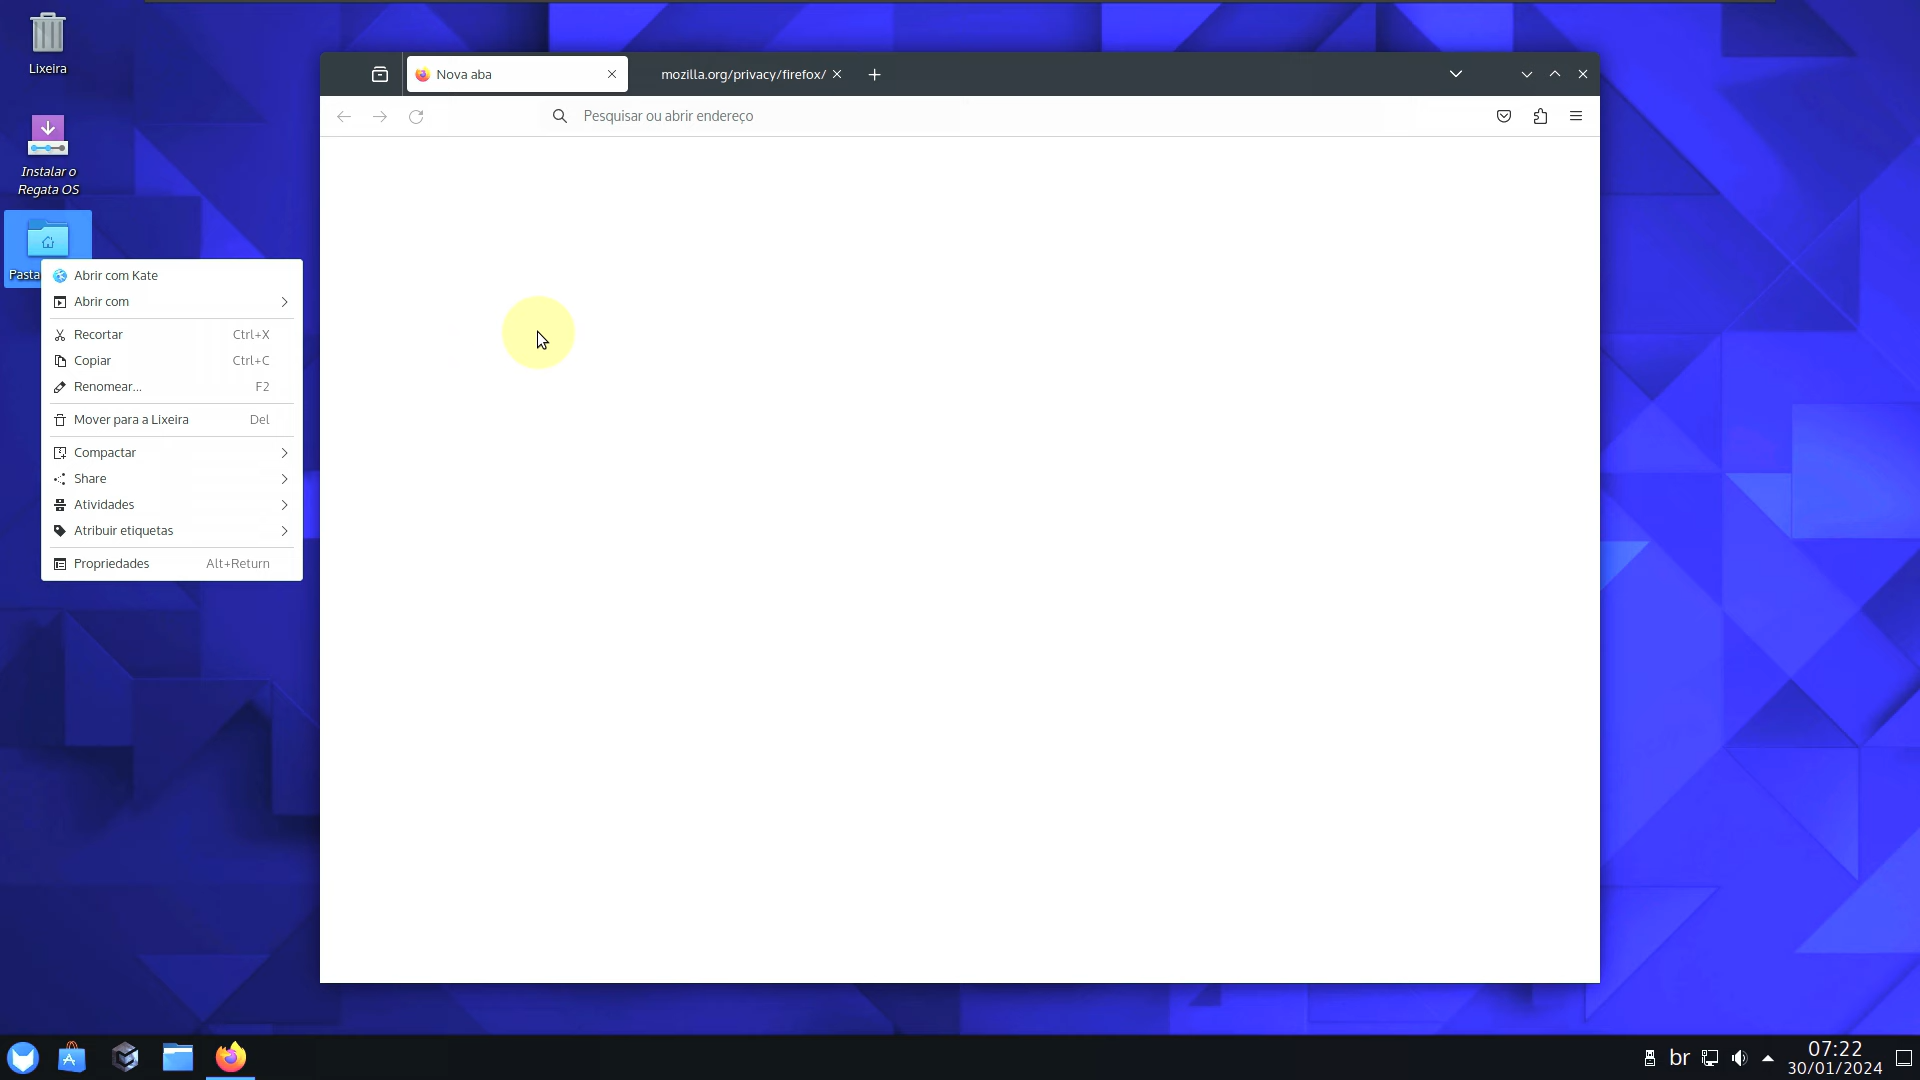 Lixeira
Instalar o
Regata OS
Pasta
Abrir com Kate
Abrir com
Recortar Ctrl+X
Copiar Ctrl+C
Renomear... F2
Mover para a Lixeira Del
Compactar
Share
Atividades
Atribuir etiquetas
Propriedades Alt+Return
Nova aba
mozilla.org/privacy/firefox/
Pesquisar ou abrir endereço
br
07:22
30/01/2024